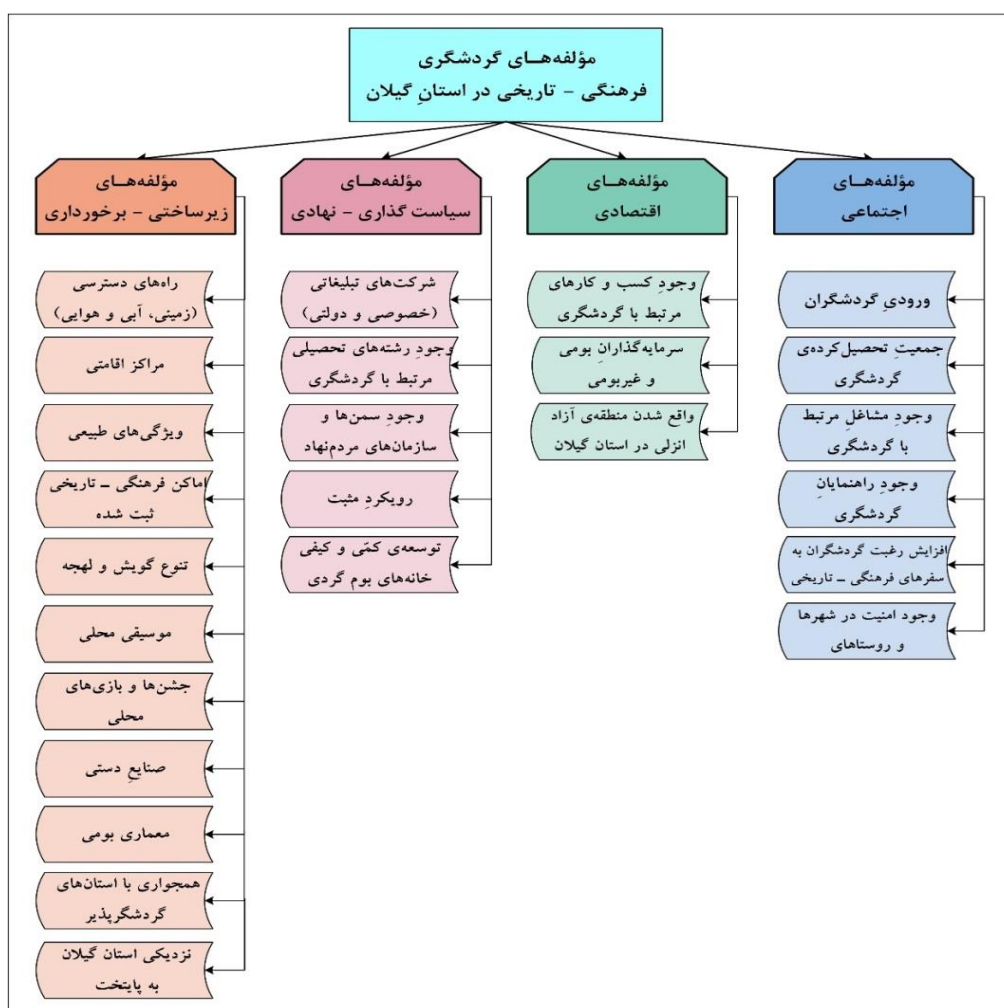 مؤلفه‌هــای گردشگری
فرهنگی - تاریخی در استانِ گیلان
مؤلفه‌هــای
اجتماعی
ورودیِ گردشگران
جمعیتِ تحصیل‌کرده‌ی
گردشگری
وجودِ مشاغلِ مرتبط
با گردشگری
وجودِ راهنمایانِ
گردشگری
افزایش رغبت گردشگران به
سفرهای فرهنگی – تاریخی
وجود امنیت در شهرها
و روستاهای
مؤلفه‌هــای
اقتصادی
وجودِ کسب و کارهای
مرتبط با گردشگری
سرمایه‌گذارانِ بومی
و غیربومی
واقع شدن منطقه‌ی آزاد
انزلی در استان گیلان
مؤلفه‌هــای
سیاست گذاری - نهادی
شرکت‌های تبلیغاتی
(خصوصی و دولتی)
وجودِ رشته‌های تحصیلی
مرتبط با گردشگری
وجودِ سمن‌ها و
سازمان‌های مردم‌نهاد
رویکردِ مثبت
توسعه‌ی کمّی و کیفی
خانه‌های بوم گردی
مؤلفه‌هــای
زیرساختی - برخورداری
راه‌های دسترسی
(زمینی، آبی و هوایی)
مراکز اقامتی
ویژگی‌های طبیعی
اماکن فرهنگی – تاریخی
ثبت شده
تنوع گویش و لهجه
موسیقی محلی
جشن‌ها و بازی‌های
محلی
صنایعِ دستی
معماری بومی
همجواری با استان‌های
گردشگرپذیر
نزدیکی استان گیلان
به پایتخت